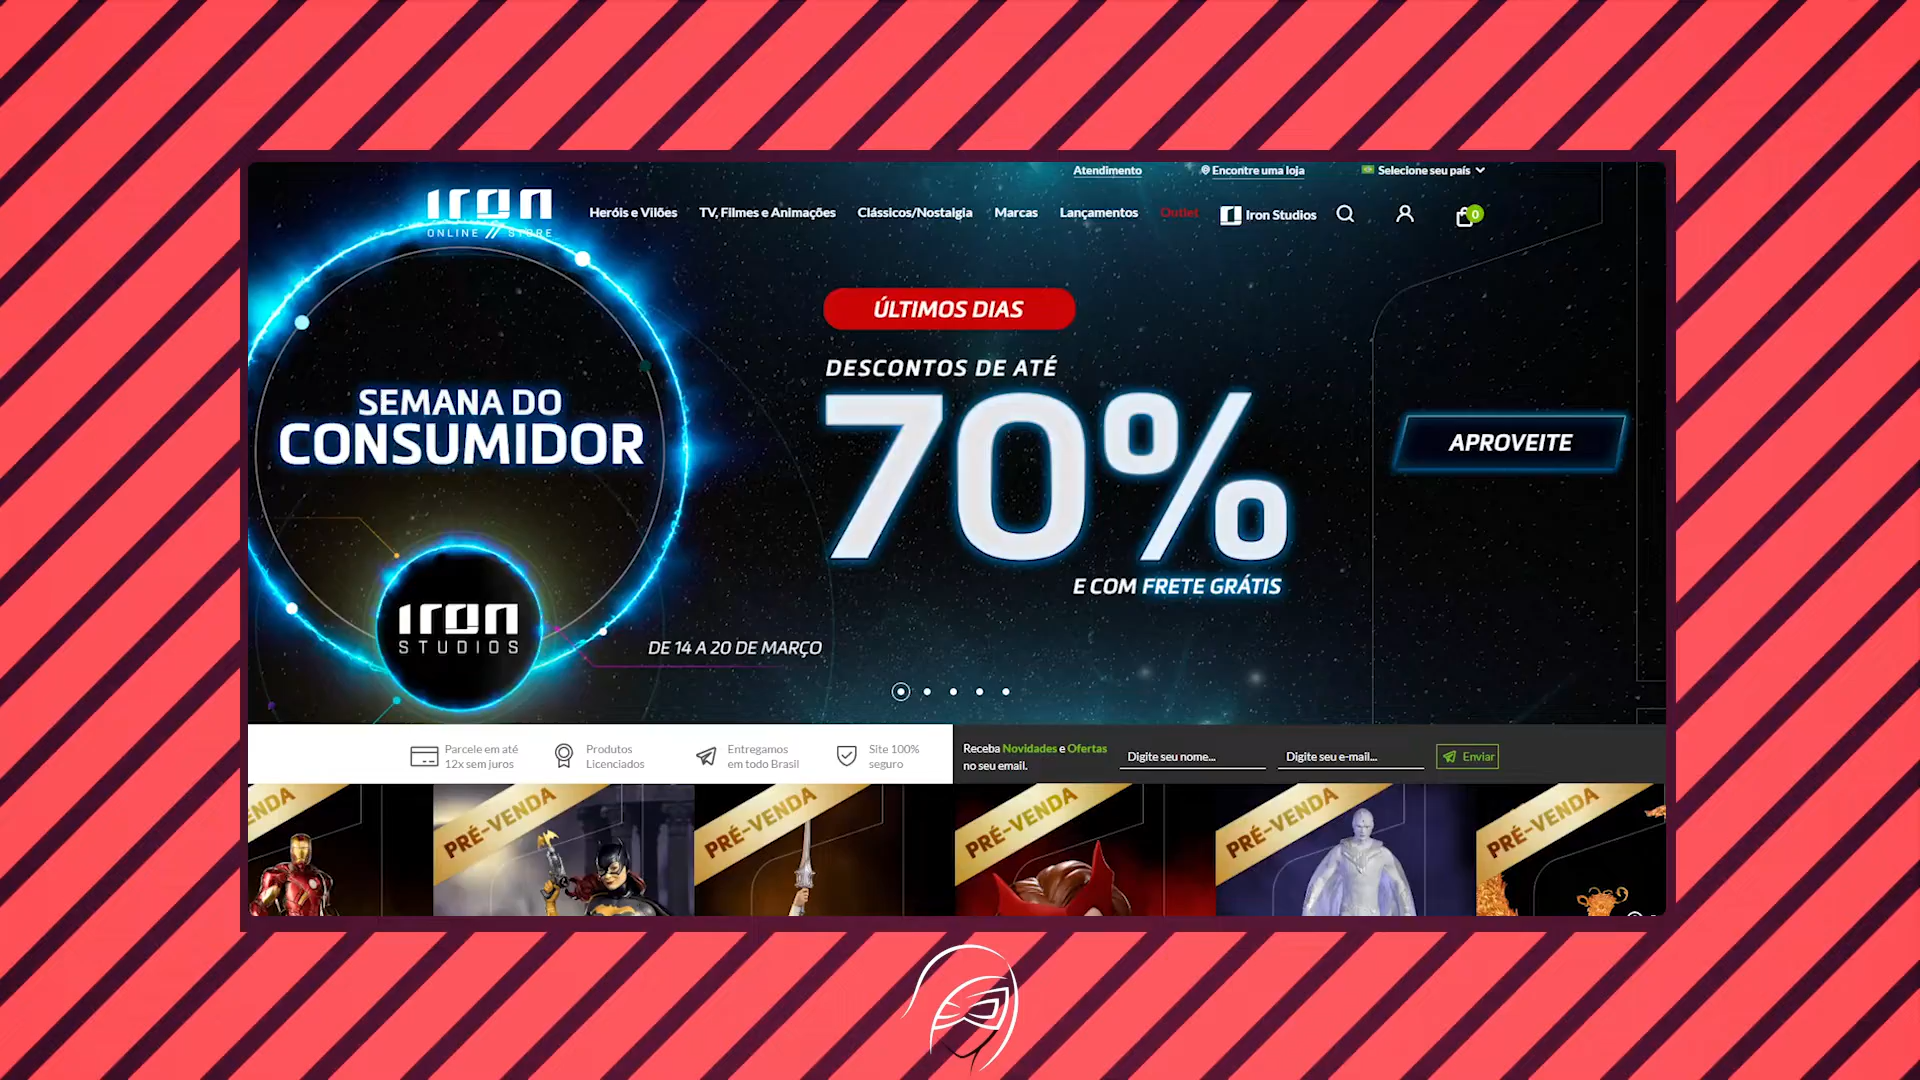 Atendimento
Encontre uma loja
Selecione seu país
Iron
ONLINE // STORE
Heróis e Vilões
TV, Filmes e Animações
Clássicos/Nostalgia
Marcas
Lançamentos
Outlet
Iron Studios
0
ÚLTIMOS DIAS
DESCONTOS DE ATÉ
70%
E COM FRETE GRÁTIS
SEMANA DO
CONSUMIDOR
APROVEITE
Iron
STUDIOS
DE 14 A 20 DE MARÇO
Parcele em até
12x sem juros
Produtos
Licenciados
Entregamos
em todo Brasil
Site 100%
seguro
Receba Novidades e Ofertas
no seu email.
Digite seu nome...
Digite seu e-mail...
Enviar
ENDA
PRÉ-VENDA
PRÉ-VENDA
PRÉ-VENDA
PRÉ-VENDA
PRÉ-VENDA